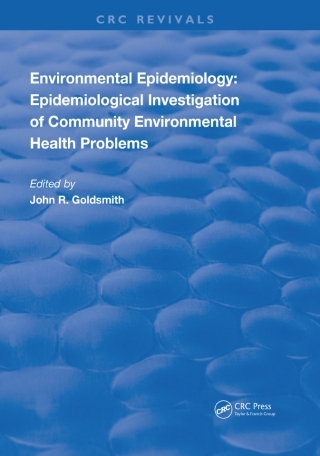 CRC REVIVALS
Environmental Epidemiology:
Epidemiological Investigation
of Community Environmental
Health Problems
Edited by
John R. Goldsmith
CRC
CRC Press
Taylor & Francis Group